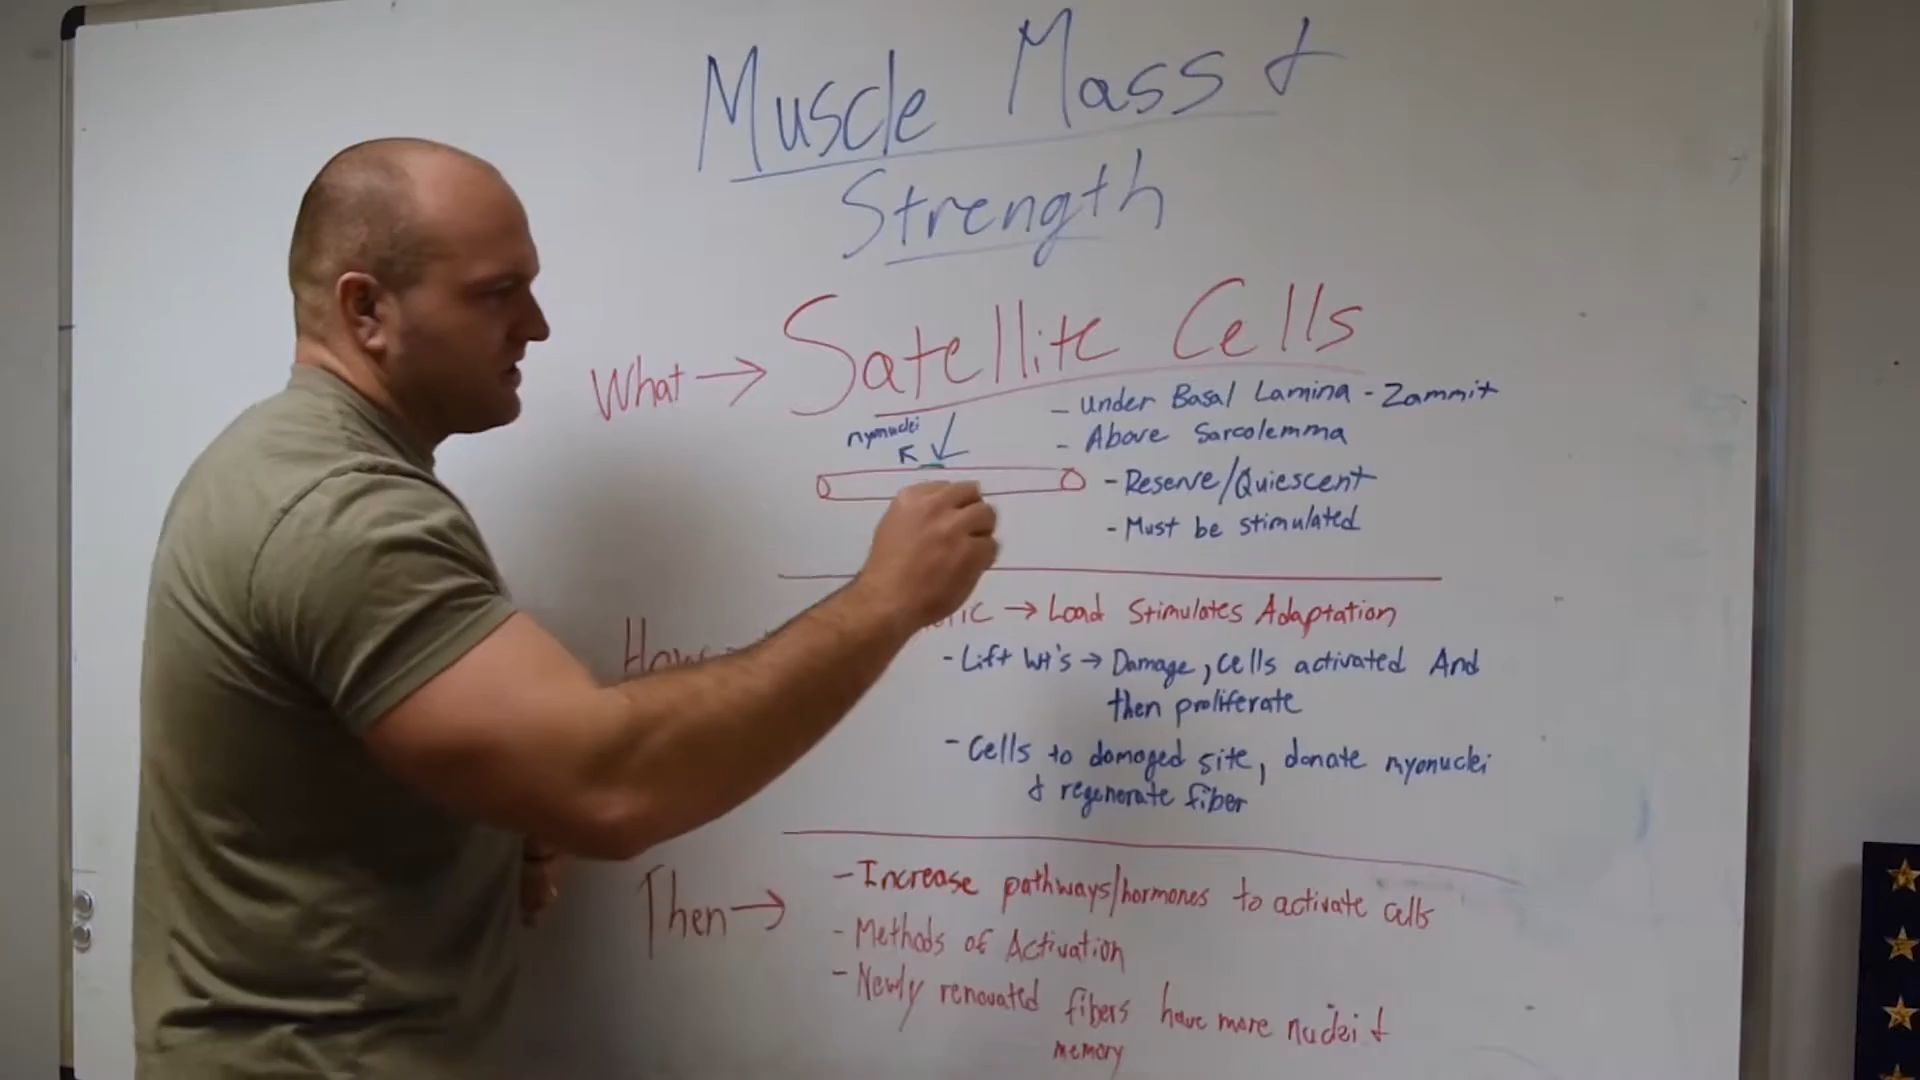 Muscle Mass &
Strength
What → Satellite Cells
- Under Basal Lamina - Zammit
myonuclei
- Above Sarcolemma
- Reserve/Quiescent
- Must be stimulated
How
→ Load Stimulates Adaptation
- Lift Wt's → Damage, cells activated And
then proliferate
- Cells to damaged site, donate myonuclei
& regenerate fiber
Then →
- Increase pathways/hormones to activate cells
- Methods of Activation
- Newly renovated fibers have more nuclei &
memory